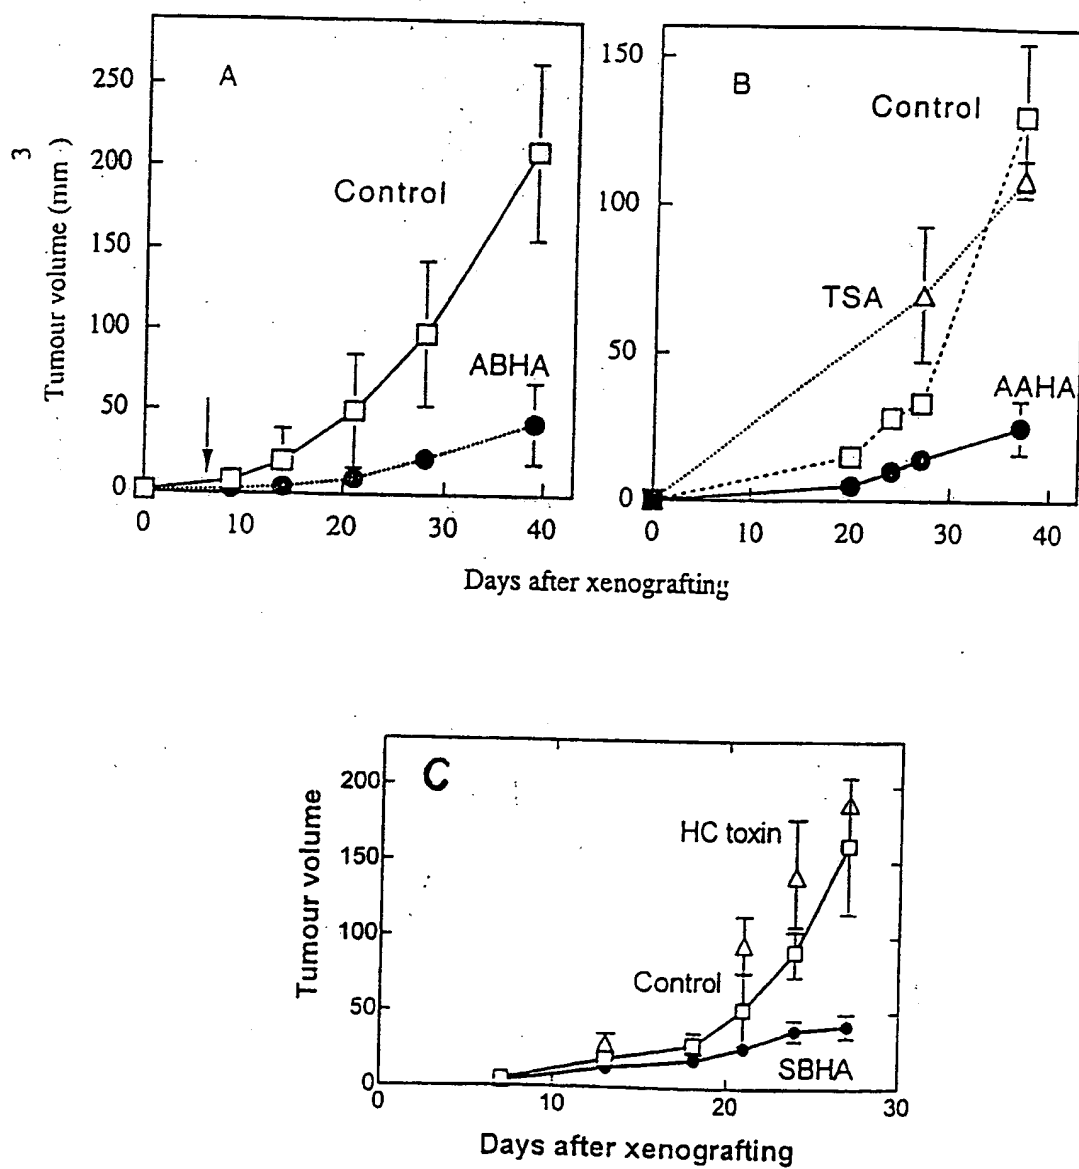 A
250
200
150
100
50
0
0
10
20
30
40
3
Tumour volume (mm )
Control
ABHA
B
150
100
50
0
0
10
20
30
40
Control
TSA
AAHA
Days after xenografting
C
200
150
100
50
0
0
10
20
30
Tumour volume
HC toxin
Control
SBHA
Days after xenografting